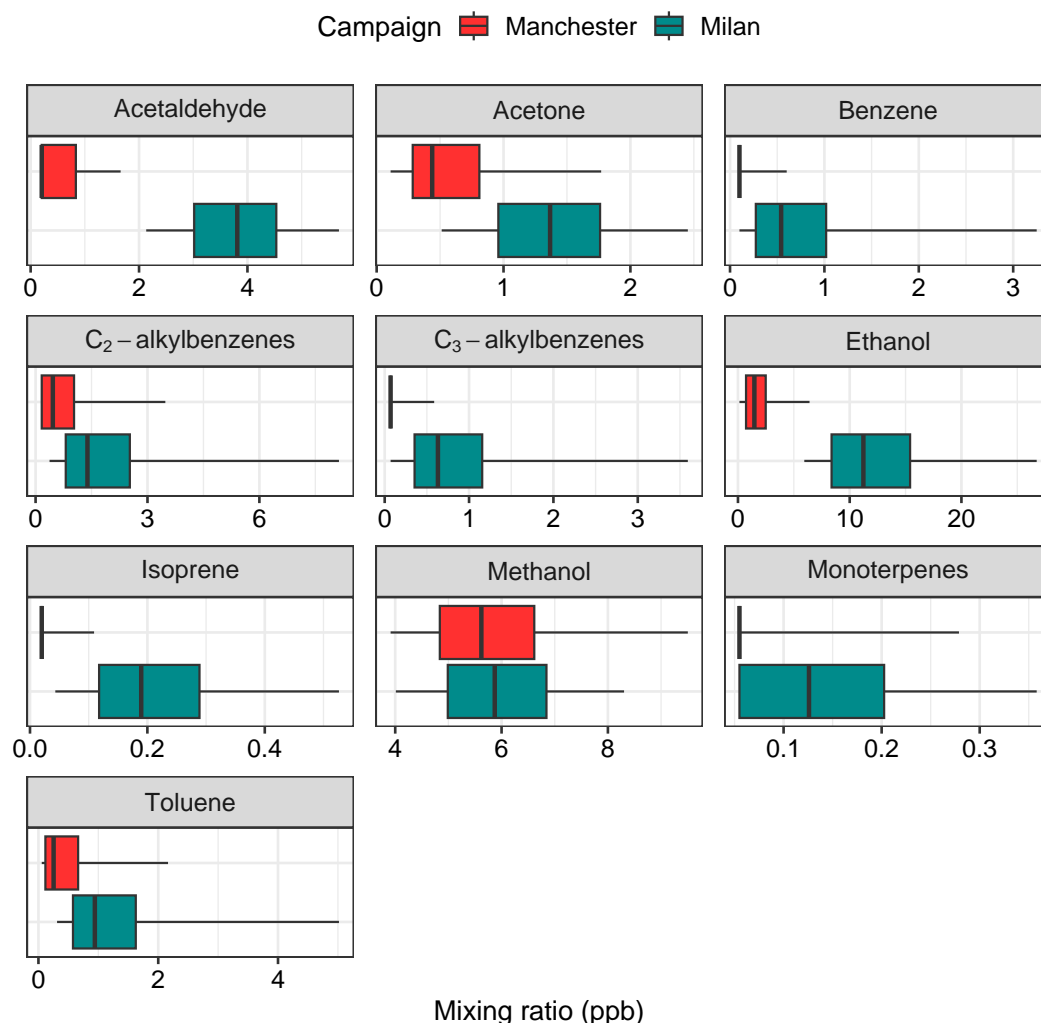 Campaign Manchester Milan
Acetaldehyde Acetone Benzene
0 2 4 0 1 2 0 1 2 3
C₂ – alkylbenzenes C₃ – alkylbenzenes Ethanol
0 3 6 0 1 2 3 0 10 20
Isoprene Methanol Monoterpenes
0.0 0.2 0.4 4 6 8 0.1 0.2 0.3
Toluene
0 2 4
Mixing ratio (ppb)